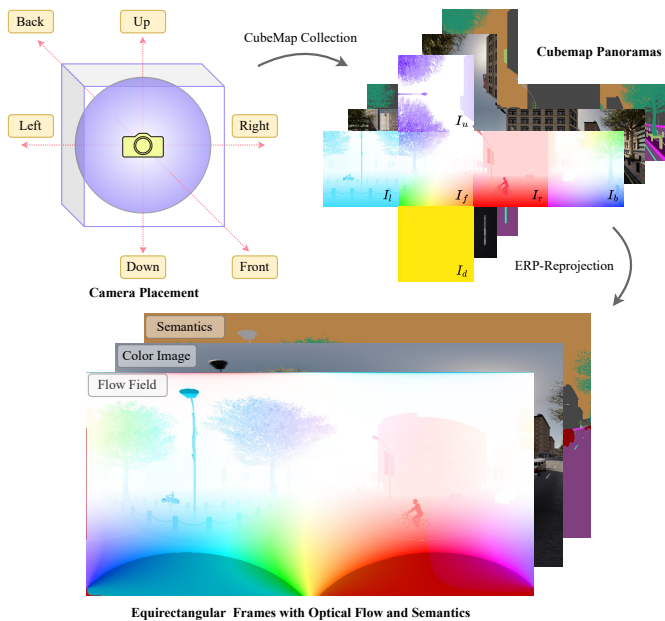 Back
Up
CubeMap Collection
Cubemap Panoramas
Left
Right
I_u
I_l
I_f
I_r
I_b
Down
Front
I_d
ERP-Reprojection
Camera Placement
Semantics
Color Image
Flow Field
Equirectangular Frames with Optical Flow and Semantics